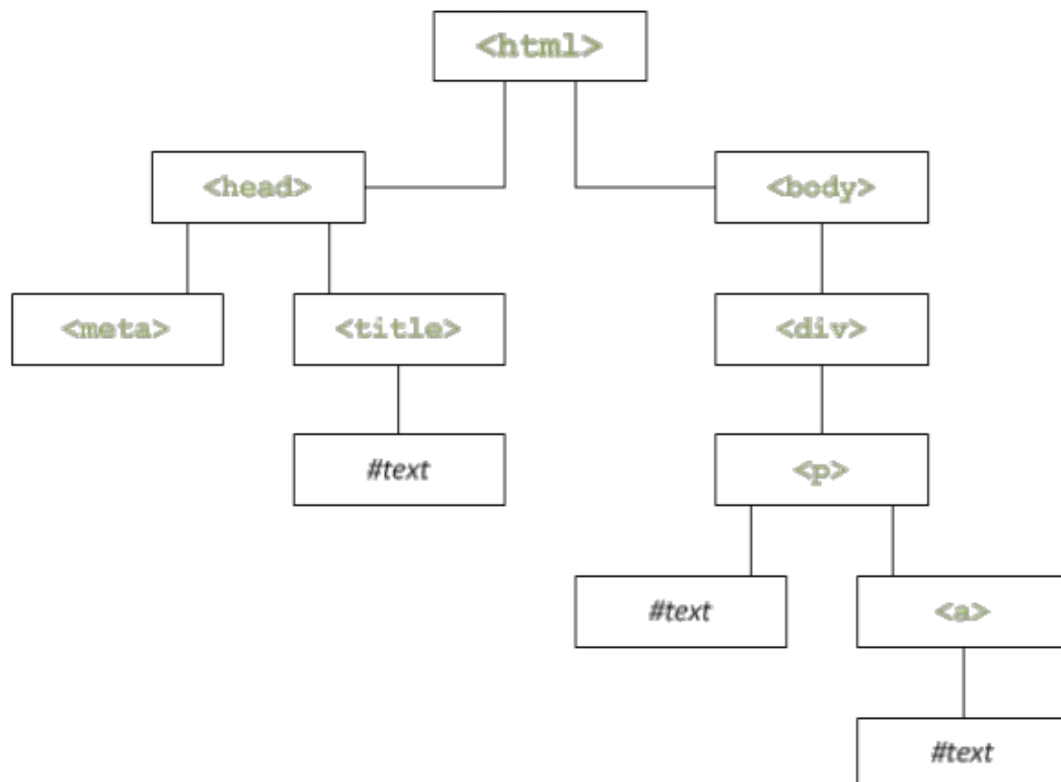 <html>
<head>
<body>
<meta>
<title>
<div>
#text
<p>
#text
<a>
#text